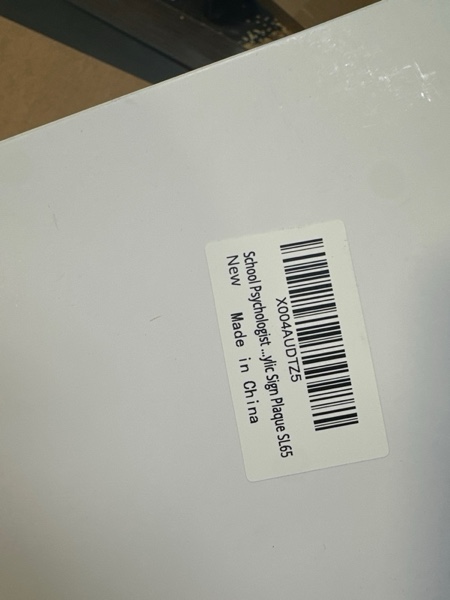 X004AUDTZ5
School Psychologist ...ylic Sign Plaque SL65
New Made in China